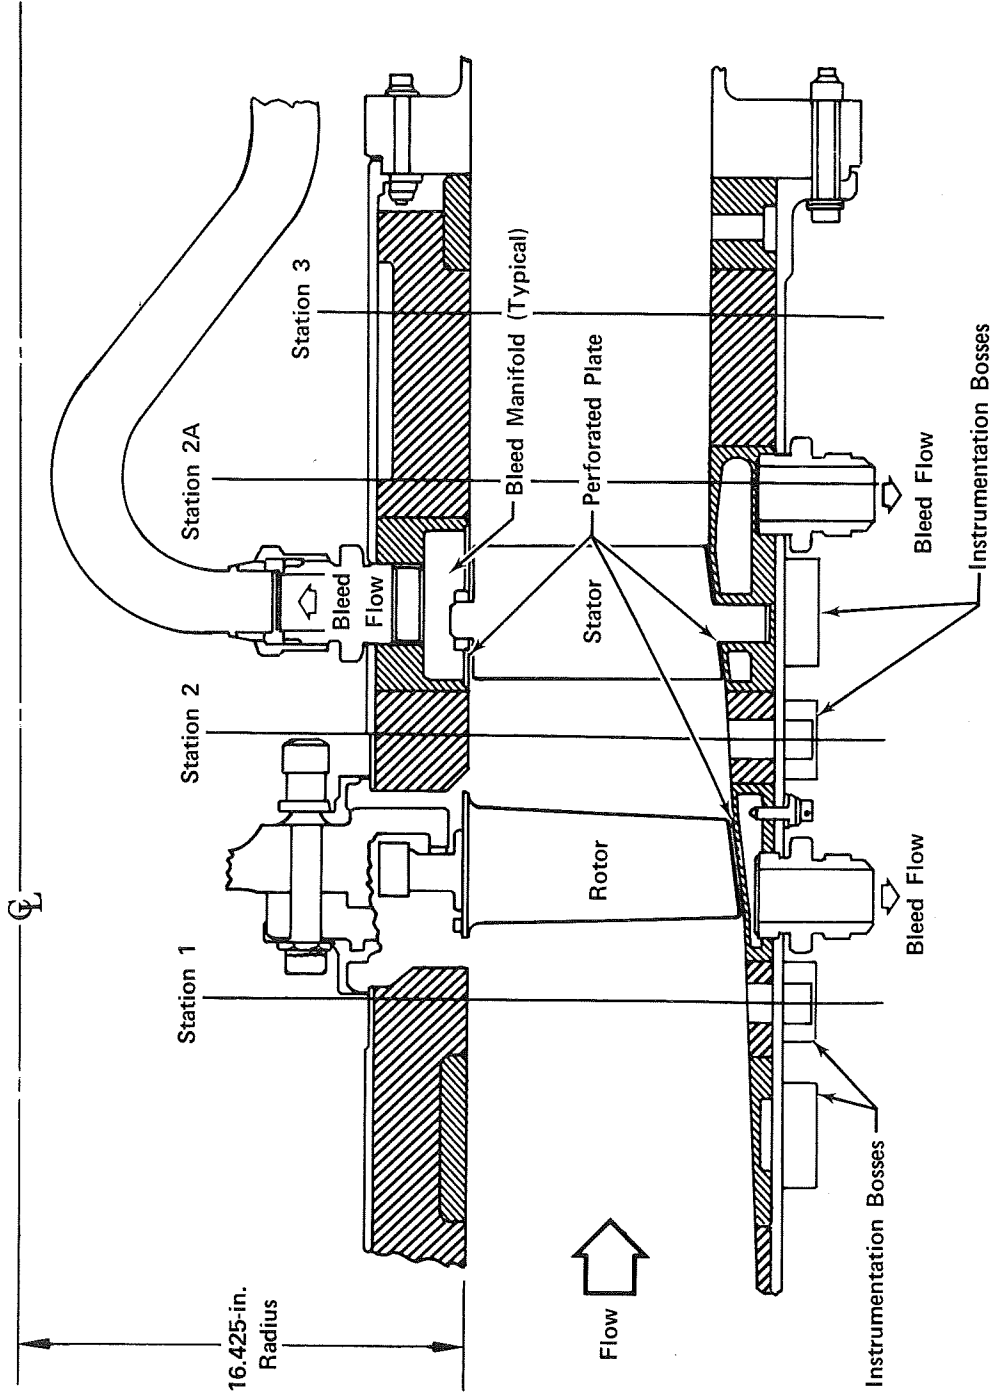 ℄
16.425-in.
Radius
Station 1
Station 2
Station 2A
Station 3
Bleed
Flow
Bleed Manifold (Typical)
Perforated Plate
Rotor
Stator
Flow
Bleed Flow
Bleed Flow
Instrumentation Bosses
Instrumentation Bosses